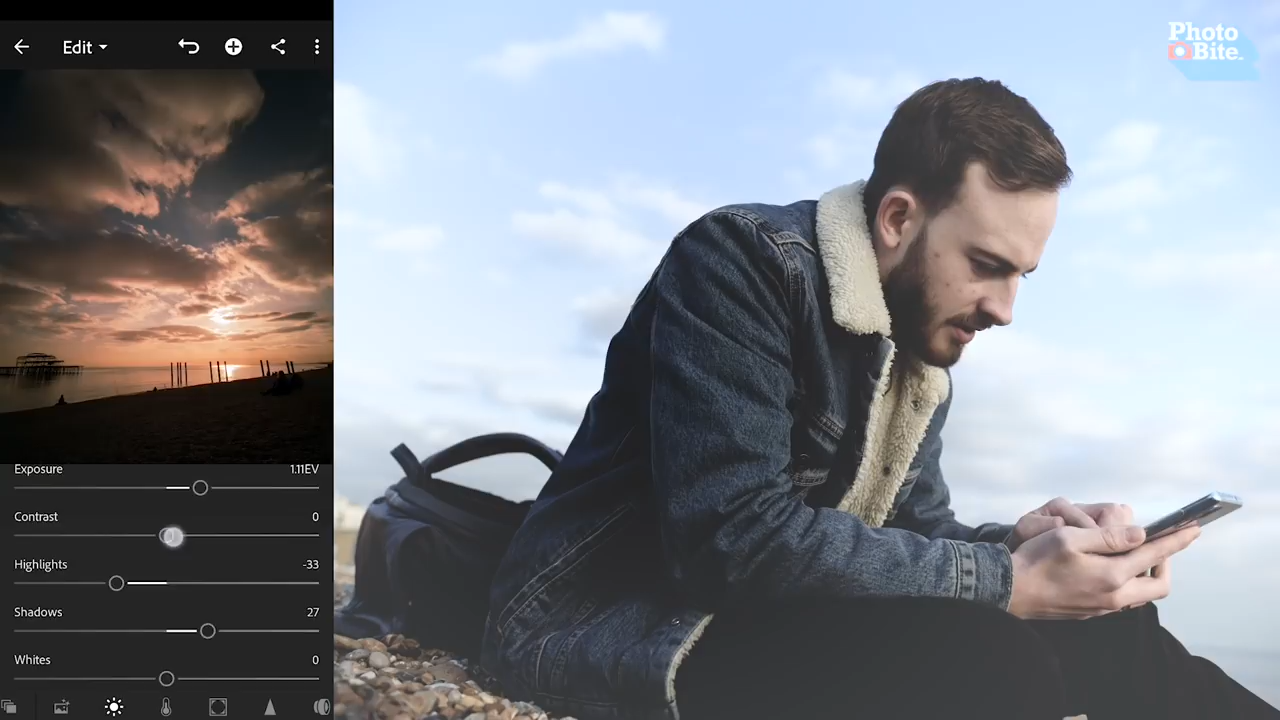 Edit
Exposure 1.11EV
Contrast 0
Highlights -33
Shadows 27
Whites 0
Photo
Bite